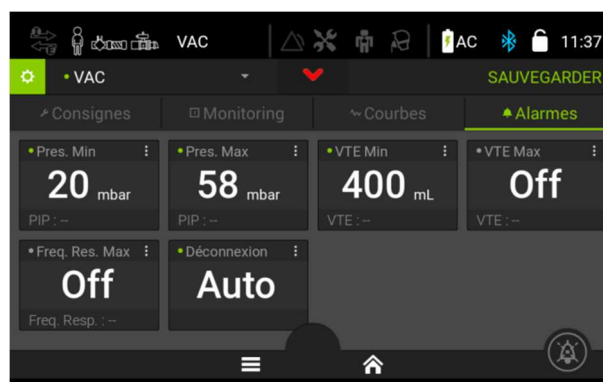 VAC AC 11:37
VAC SAUVEGARDER
Consignes Monitoring Courbes Alarmes
Pres. Min Pres. Max VTE Min VTE Max
20 mbar 58 mbar 400 mL Off
PIP : -- PIP : -- VTE : -- VTE : --
Freq. Res. Max Déconnexion
Off Auto
Freq. Resp. : --